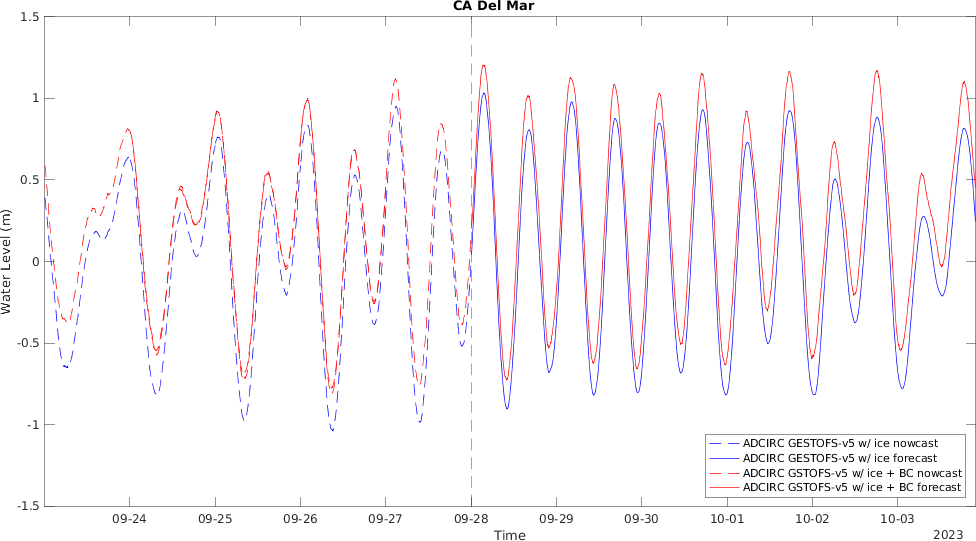 CA Del Mar
1.5
1
0.5
0
-0.5
-1
-1.5
Water Level (m)
ADCIRC GESTOFS-v5 w/ ice nowcast
ADCIRC GESTOFS-v5 w/ ice forecast
ADCIRC GSTOFS-v5 w/ ice + BC nowcast
ADCIRC GSTOFS-v5 w/ ice + BC forecast
09-24 09-25 09-26 09-27 09-28 09-29 09-30 10-01 10-02 10-03
Time
2023